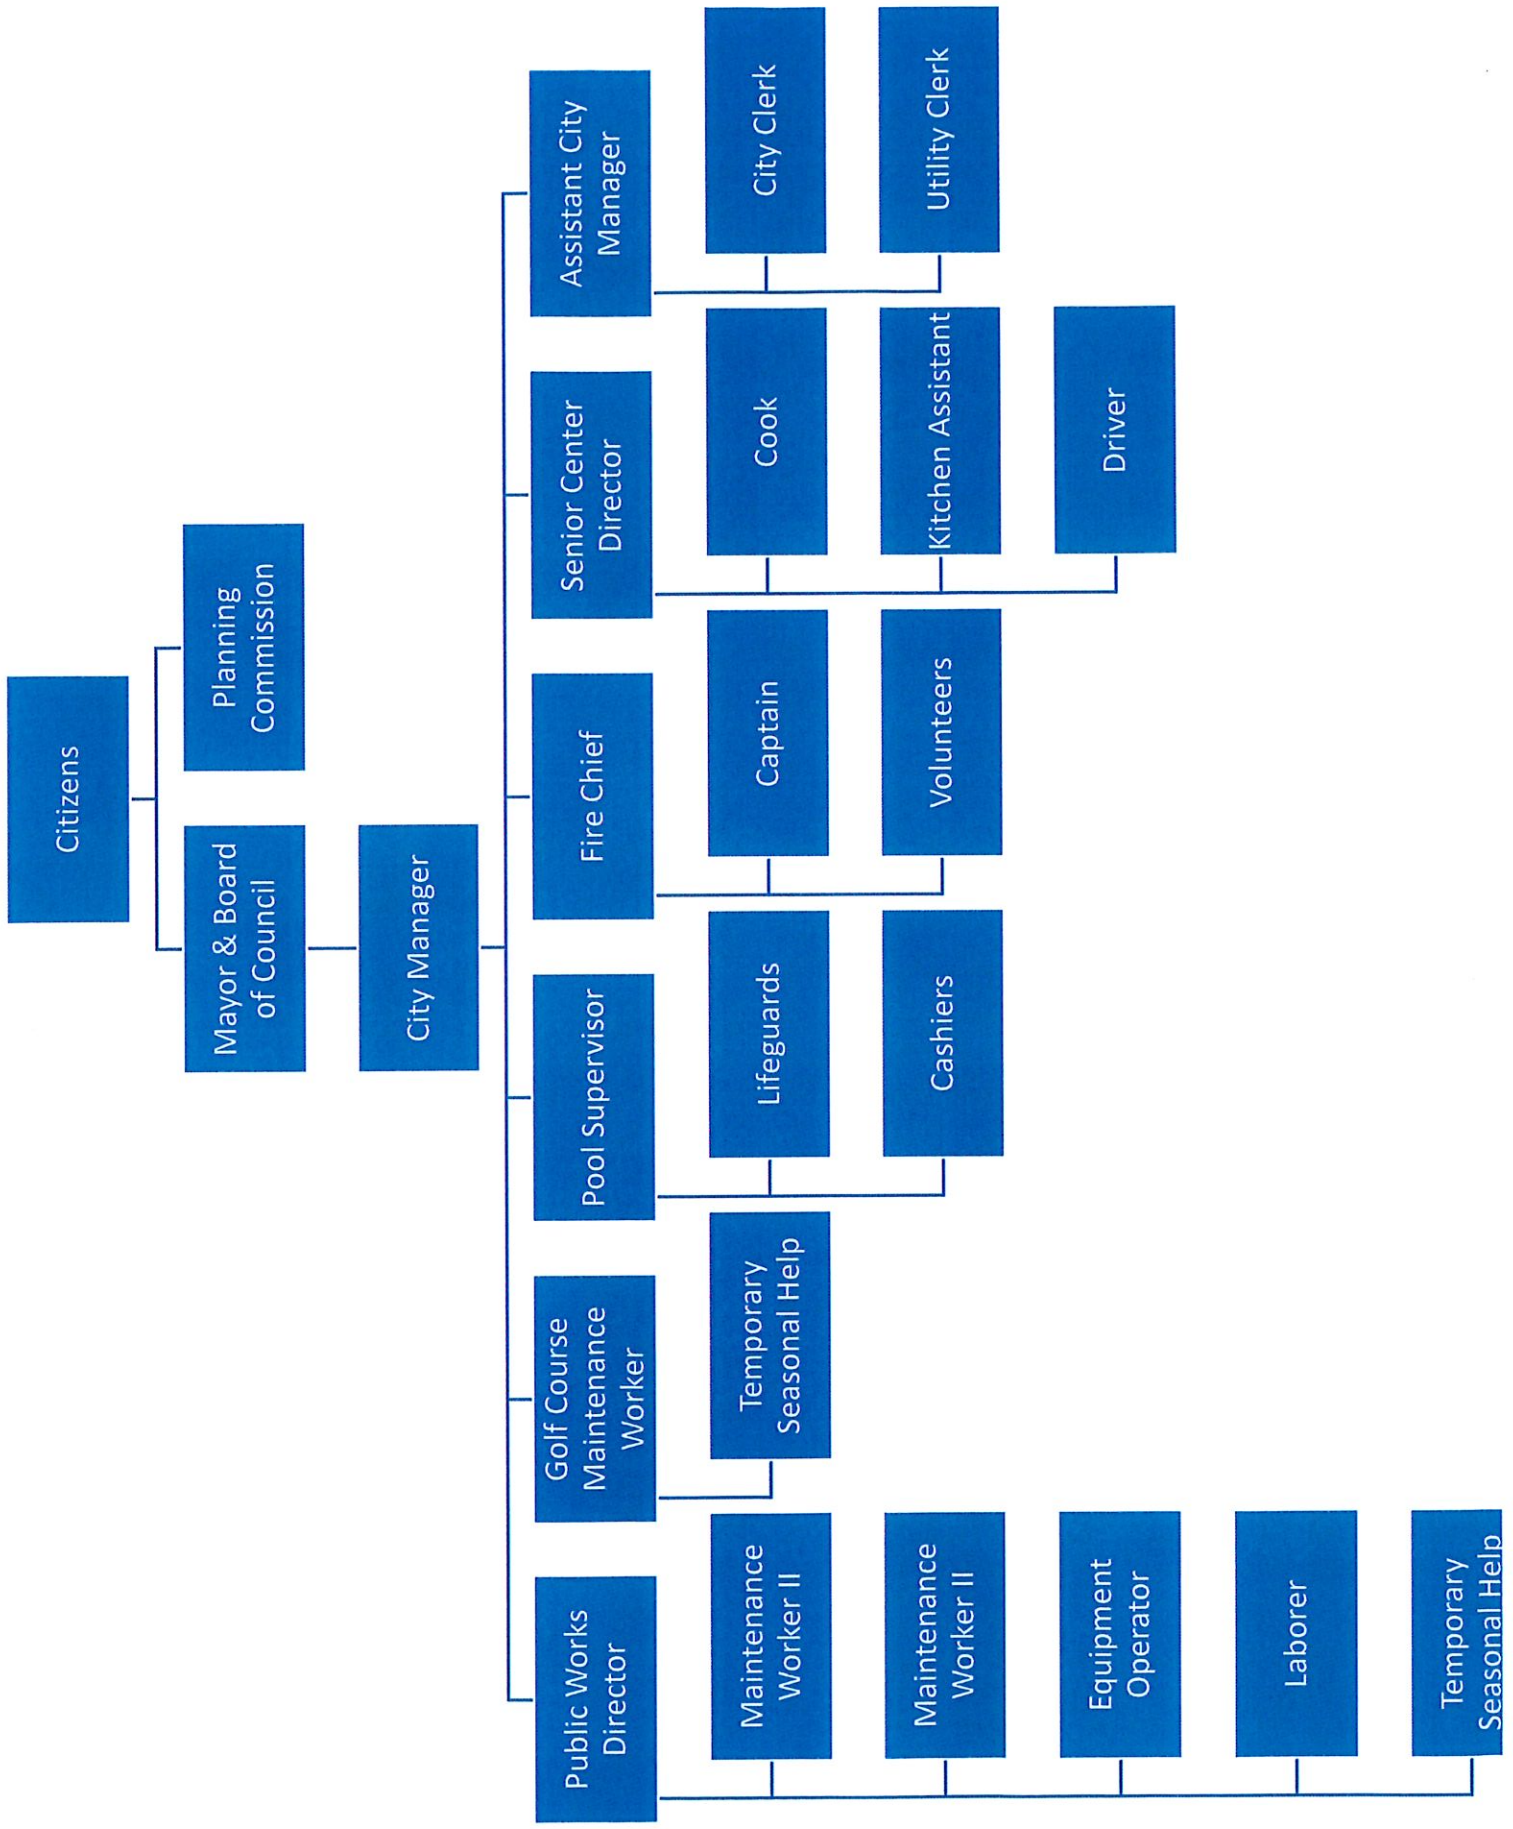 Citizens
Mayor & Board
of Council
Planning
Commission
City Manager
Public Works
Director
Golf Course
Maintenance
Worker
Pool Supervisor
Fire Chief
Senior Center
Director
Assistant City
Manager
Maintenance
Worker II
Temporary
Seasonal Help
Lifeguards
Captain
Cook
City Clerk
Maintenance
Worker II
Cashiers
Volunteers
Kitchen Assistant
Utility Clerk
Equipment
Operator
Driver
Laborer
Temporary
Seasonal Help